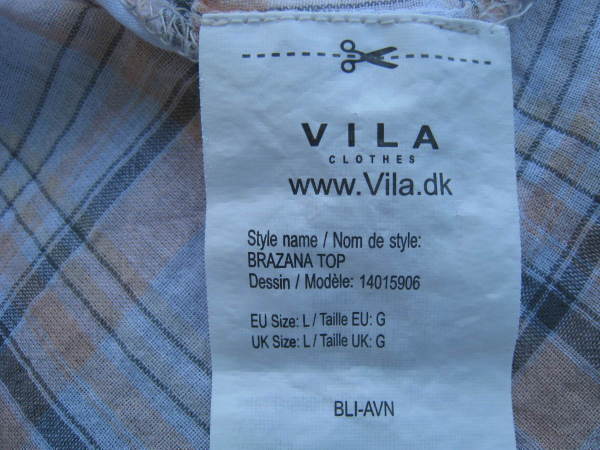 VILA
CLOTHES
www.Vila.dk
Style name / Nom de style:
BRAZANA TOP
Dessin / Modèle: 14015906
EU Size: L / Taille EU: G
UK Size: L / Taille UK: G
BLI-AVN